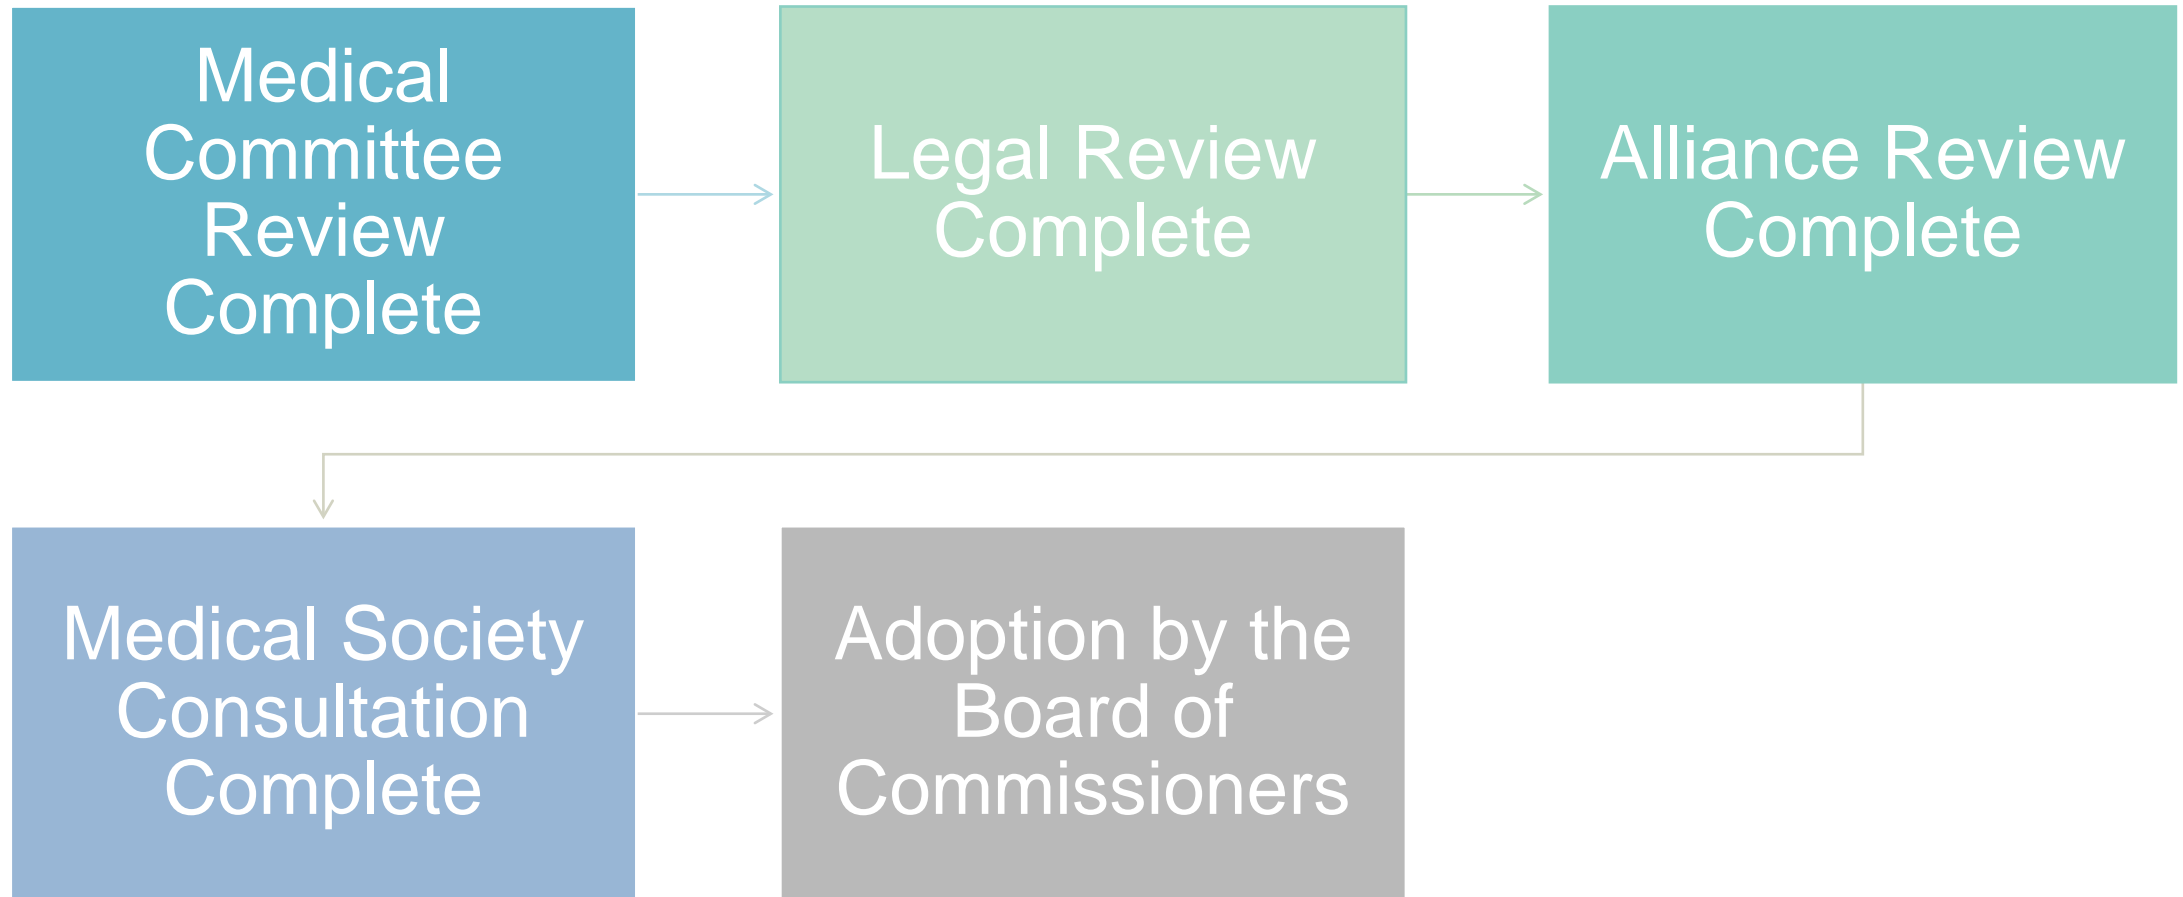 Medical
Committee
Review
Complete
Legal Review
Complete
Alliance Review
Complete
Medical Society
Consultation
Complete
Adoption by the
Board of
Commissioners